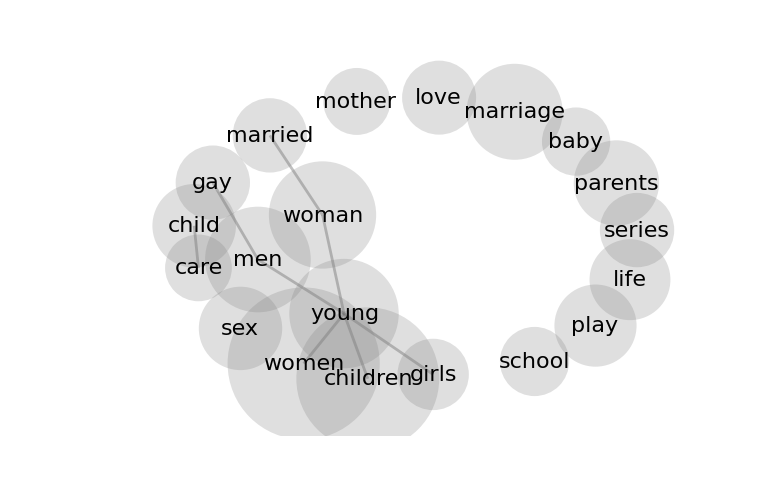 love
mother
marriage
married
baby
gay
parents
woman
child
series
men
care
life
young
play
sex
school
women
girls
children